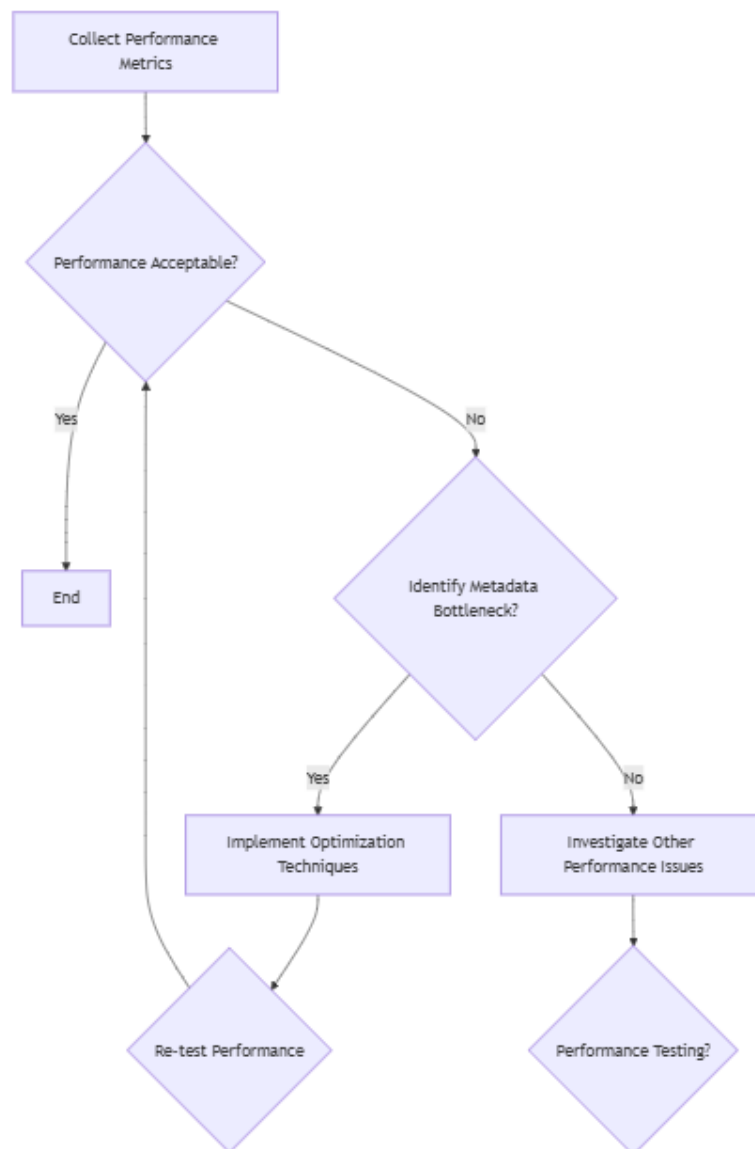 Collect Performance
Metrics
Performance Acceptable?
Yes
No
End
Identify Metadata
Bottleneck?
Yes
No
Implement Optimization
Techniques
Investigate Other
Performance Issues
Re-test Performance
Performance Testing?